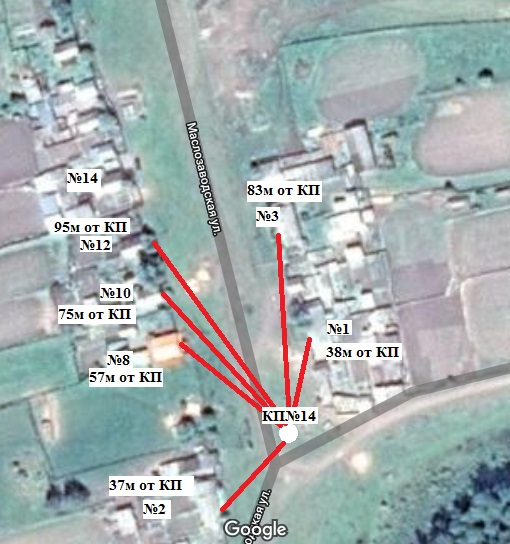 Маслозаводская ул.
№14
83м от КП
№3
95м от КП
№12
№10
75м от КП
№1
38м от КП
№8
57м от КП
КП№14
37м от КП
№2
ул.
Google